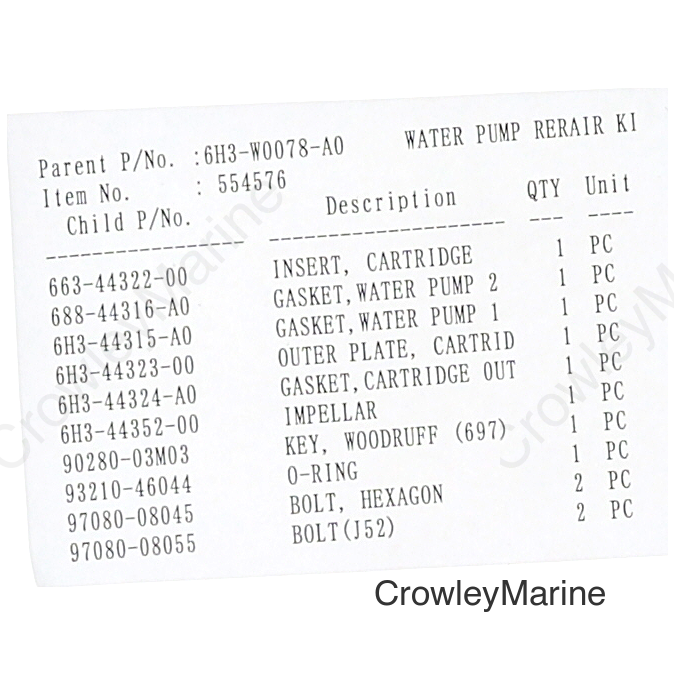 Parent P/No. :6H3-W0078-A0 WATER PUMP RERAIR KI
Item No. : 554576
Child P/No. Description QTY Unit
----------------- -------------------- --- ----
663-44322-00 INSERT, CARTRIDGE 1 PC
688-44316-A0 GASKET,WATER PUMP 2 1 PC
6H3-44315-A0 GASKET,WATER PUMP 1 1 PC
6H3-44323-00 OUTER PLATE, CARTRID 1 PC
6H3-44324-A0 GASKET,CARTRIDGE OUT 1 PC
6H3-44352-00 IMPELLAR 1 PC
90280-03M03 KEY, WOODRUFF (697) 1 PC
93210-46044 O-RING 1 PC
97080-08045 BOLT, HEXAGON 2 PC
97080-08055 BOLT(J52) 2 PC
CrowleyMarine